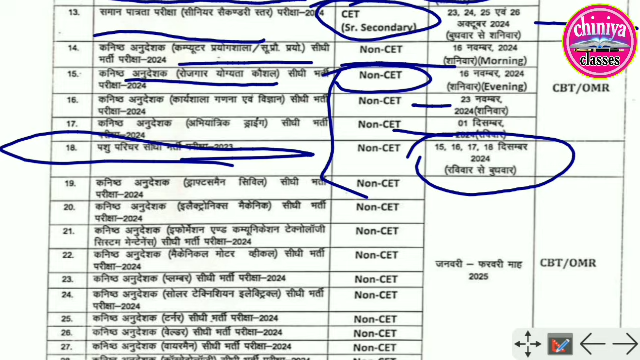 13. समान पात्रता परीक्षा (सीनियर सैकण्डरी स्तर) परीक्षा–2024 CET (Sr. Secondary) 23, 24, 25 एवं 26 अक्टूबर 2024 (बुधवार से शनिवार)
14. कनिष्ठ अनुदेशक (कम्प्यूटर प्रयोगशाला/सू.प्रौ. प्रयो.) सीधी भर्ती परीक्षा–2024 Non-CET 16 नवम्बर, 2024 (शनिवार)(Morning)
15. कनिष्ठ अनुदेशक (रोजगार योग्यता कौशल) सीधी भर्ती परीक्षा–2024 Non-CET 16 नवम्बर, 2024 (शनिवार)(Evening)
CBT/OMR
16. कनिष्ठ अनुदेशक (कार्यशाला गणना एवं विज्ञान) सीधी भर्ती परीक्षा–2024 Non-CET 23 नवम्बर, 2024(शनिवार)
17. कनिष्ठ अनुदेशक (अभियांत्रिक ड्राईंग) सीधी भर्ती परीक्षा–2024 Non-CET 01 दिसम्बर, 2024(रविवार)
18. पशु परिचर सीधी भर्ती परीक्षा–2023 Non-CET 15, 16, 17, 18 दिसम्बर 2024 (रविवार से बुधवार)
19. कनिष्ठ अनुदेशक (ड्राफ्टसमैन सिविल) सीधी भर्ती परीक्षा–2024 Non-CET
20. कनिष्ठ अनुदेशक (इलैक्ट्रोनिक्स मैकेनिक) सीधी भर्ती परीक्षा–2024 Non-CET
21. कनिष्ठ अनुदेशक (इंफोर्मेशन एण्ड कम्युनिकेशन टेक्नोलॉजी सिस्टम मेन्टेनेंस) सीधी भर्ती परीक्षा–2024 Non-CET
22. कनिष्ठ अनुदेशक (मैकेनिकल मोटर व्हीकल) सीधी भर्ती परीक्षा–2024 Non-CET
जनवरी – फरवरी माह 2025
CBT/OMR
23. कनिष्ठ अनुदेशक (प्लम्बर) सीधी भर्ती परीक्षा–2024 Non-CET
24. कनिष्ठ अनुदेशक (सोलर टेक्निशियन इलेक्ट्रिकल) सीधी भर्ती परीक्षा–2024 Non-CET
25. कनिष्ठ अनुदेशक (टर्नर) सीधी भर्ती परीक्षा–2024 Non-CET
26. कनिष्ठ अनुदेशक (वेल्डर) सीधी भर्ती परीक्षा–2024 Non-CET
27. कनिष्ठ अनुदेशक (वायरमैन) सीधी भर्ती परीक्षा–2024 Non-CET
chiniya
classes